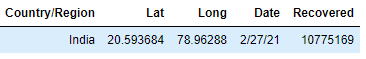 Country/Region Lat Long Date Recovered
India 20.593684 78.96288 2/27/21 10775169